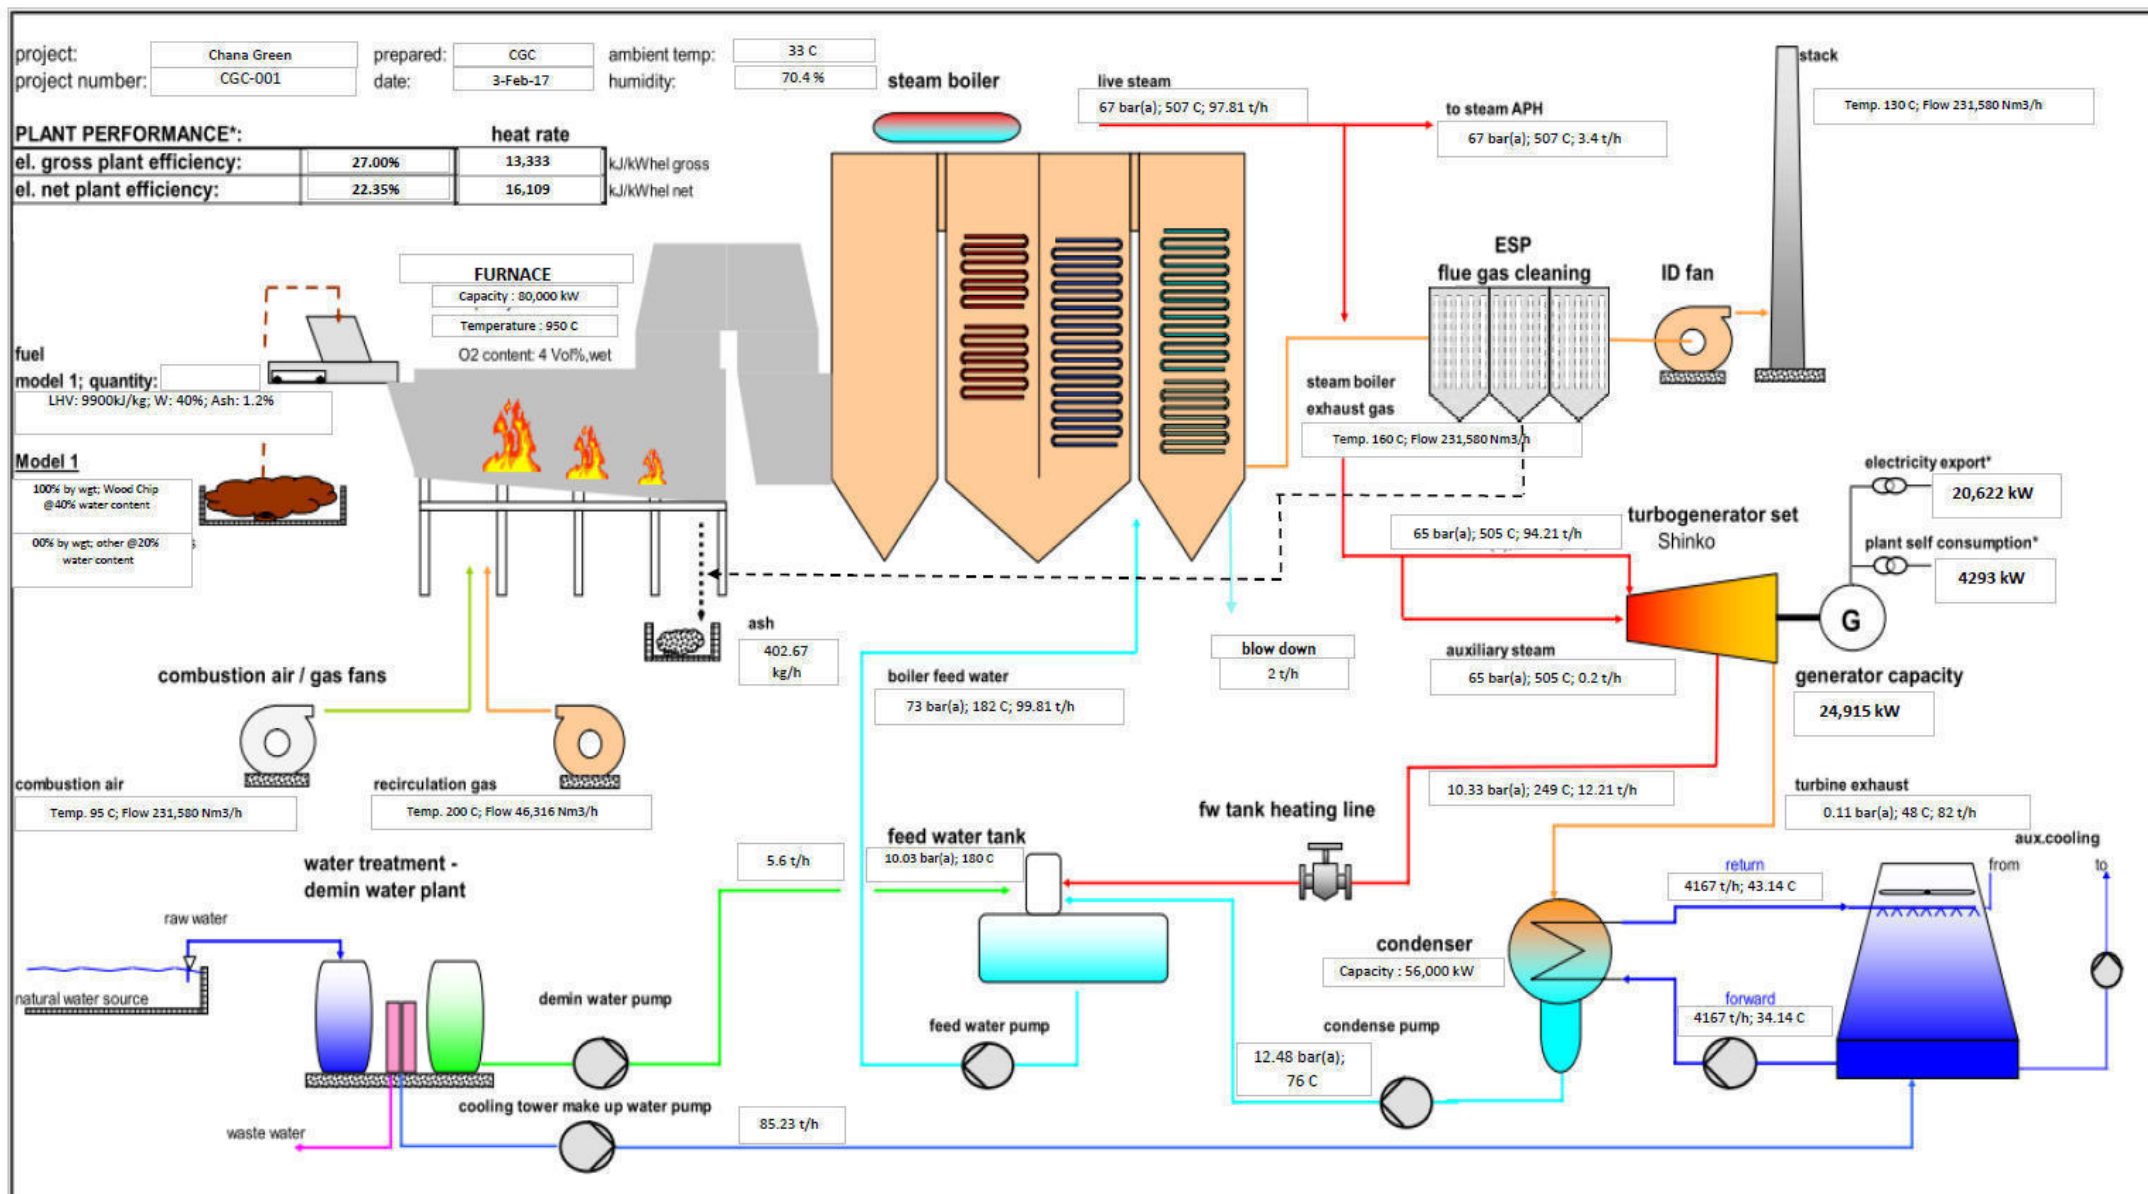 project: Chana Green prepared: CGC ambient temp: 33 C
project number: CGC-001 date: 3-Feb-17 humidity: 70.4 %
PLANT PERFORMANCE*: heat rate
el. gross plant efficiency: 27.00% 13,333 kJ/kWhel gross
el. net plant efficiency: 22.35% 16,109 kJ/kWhel net
steam boiler
live steam
67 bar(a); 507 C; 97.81 t/h
to steam APH
67 bar(a); 507 C; 3.4 t/h
stack
Temp. 130 C; Flow 231,580 Nm3/h
FURNACE
Capacity : 80,000 kW
Temperature : 950 C
O2 content: 4 Vol%,wet
ESP
flue gas cleaning
ID fan
fuel
model 1; quantity:
LHV: 9900kJ/kg; W: 40%; Ash: 1.2%
Model 1
100% by wgt; Wood Chip
@40% water content
00% by wgt; other @20%
water content
steam boiler
exhaust gas
Temp. 160 C; Flow 231,580 Nm3/h
electricity export*
20,622 kW
plant self consumption*
4293 kW
turbogenerator set
Shinko
65 bar(a); 505 C; 94.21 t/h
G
generator capacity
24,915 kW
auxiliary steam
65 bar(a); 505 C; 0.2 t/h
ash
402.67
kg/h
blow down
2 t/h
boiler feed water
73 bar(a); 182 C; 99.81 t/h
combustion air / gas fans
combustion air
Temp. 95 C; Flow 231,580 Nm3/h
recirculation gas
Temp. 200 C; Flow 46,316 Nm3/h
10.33 bar(a); 249 C; 12.21 t/h
turbine exhaust
0.11 bar(a); 48 C; 82 t/h
fw tank heating line
feed water tank
10.03 bar(a); 180 C
5.6 t/h
water treatment -
demin water plant
raw water
natural water source
demin water pump
feed water pump
condense pump
12.48 bar(a);
76 C
condenser
Capacity : 56,000 kW
return
4167 t/h; 43.14 C
forward
4167 t/h; 34.14 C
aux.cooling
from to
cooling tower make up water pump
85.23 t/h
waste water